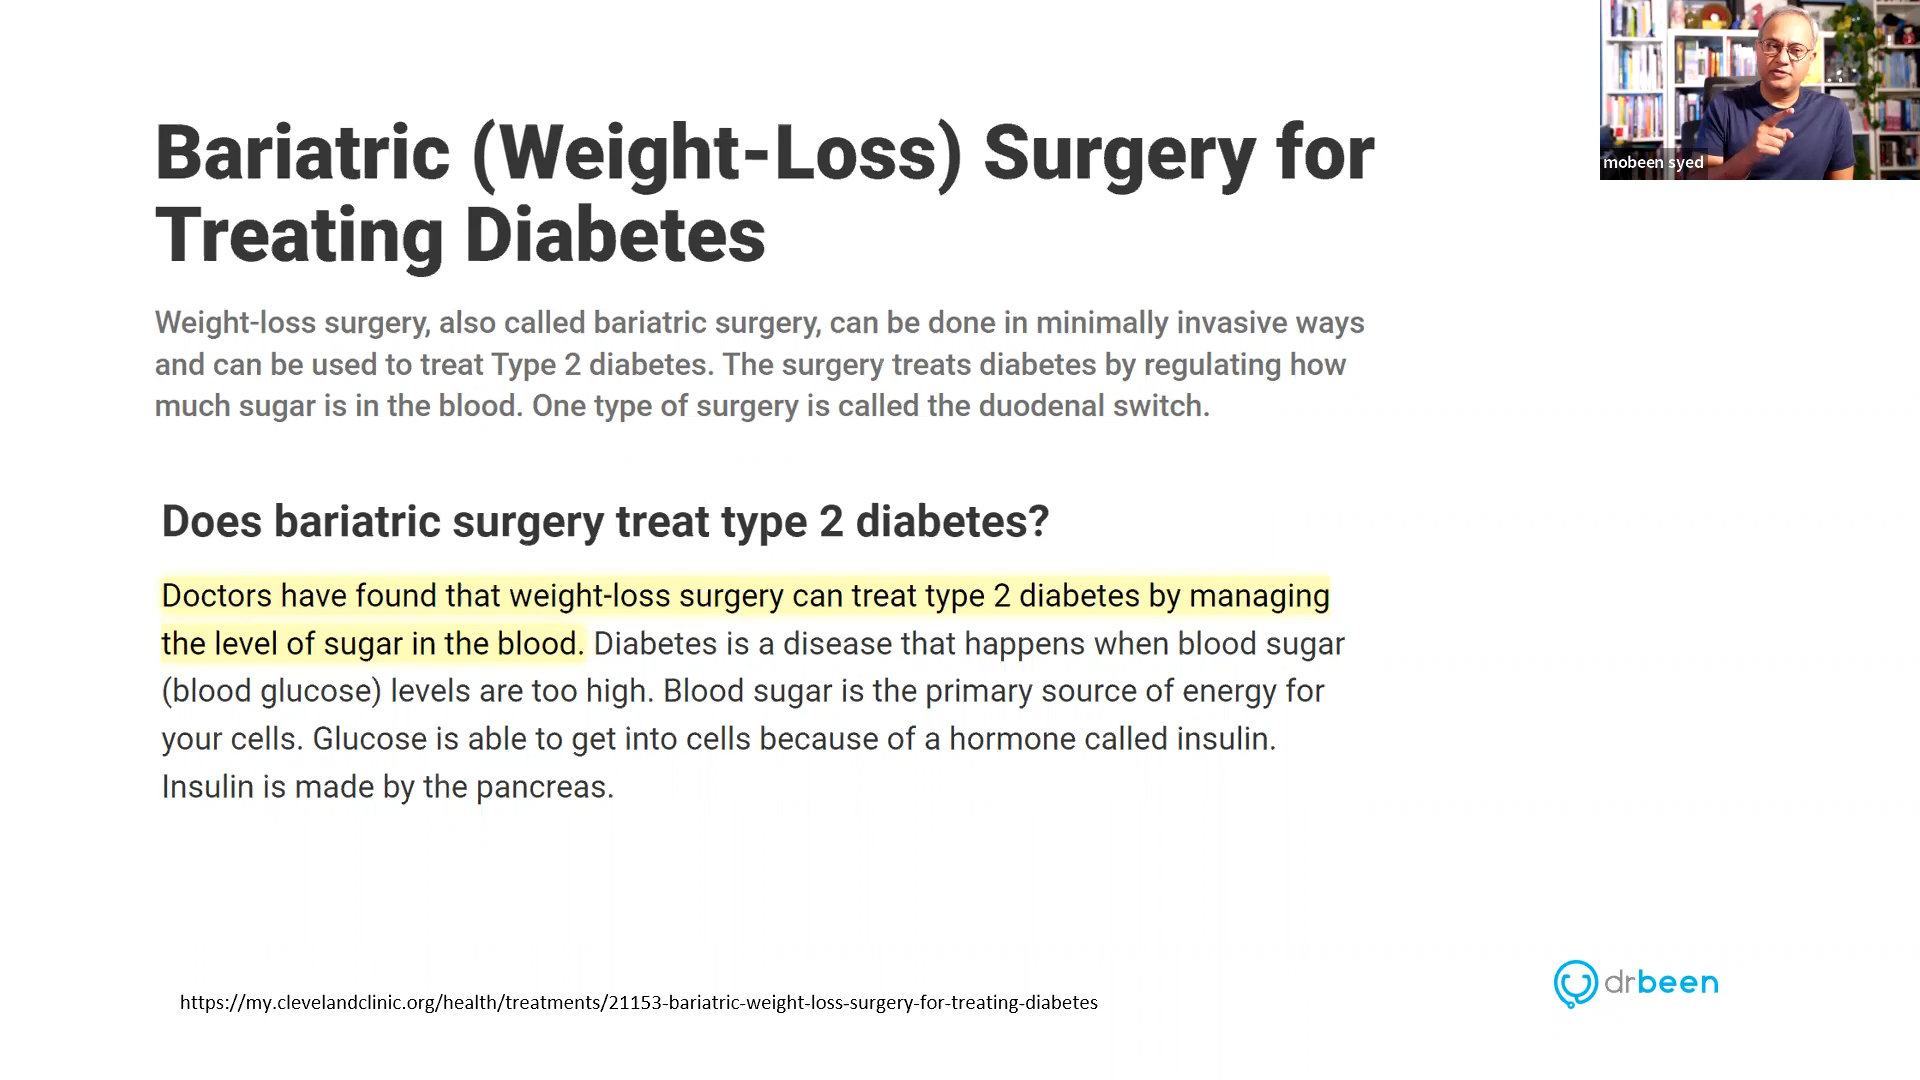 mobeen syed
Bariatric (Weight-Loss) Surgery for
Treating Diabetes
Weight-loss surgery, also called bariatric surgery, can be done in minimally invasive ways
and can be used to treat Type 2 diabetes. The surgery treats diabetes by regulating how
much sugar is in the blood. One type of surgery is called the duodenal switch.
Does bariatric surgery treat type 2 diabetes?
Doctors have found that weight-loss surgery can treat type 2 diabetes by managing
the level of sugar in the blood. Diabetes is a disease that happens when blood sugar
(blood glucose) levels are too high. Blood sugar is the primary source of energy for
your cells. Glucose is able to get into cells because of a hormone called insulin.
Insulin is made by the pancreas.
drbeen
https://my.clevelandclinic.org/health/treatments/21153-bariatric-weight-loss-surgery-for-treating-diabetes